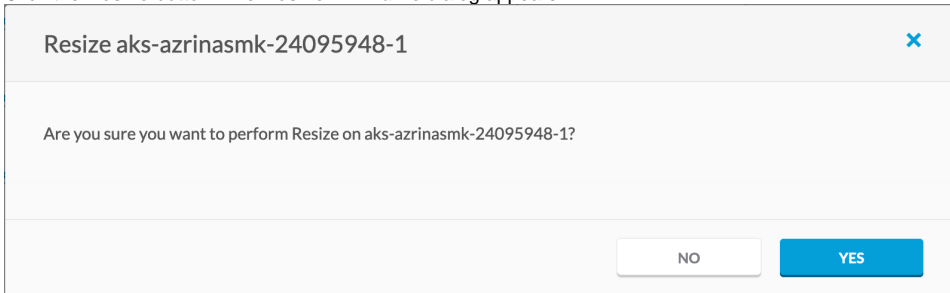 Resize aks-azrinasmk-24095948-1
Are you sure you want to perform Resize on aks-azrinasmk-24095948-1?
NO
YES